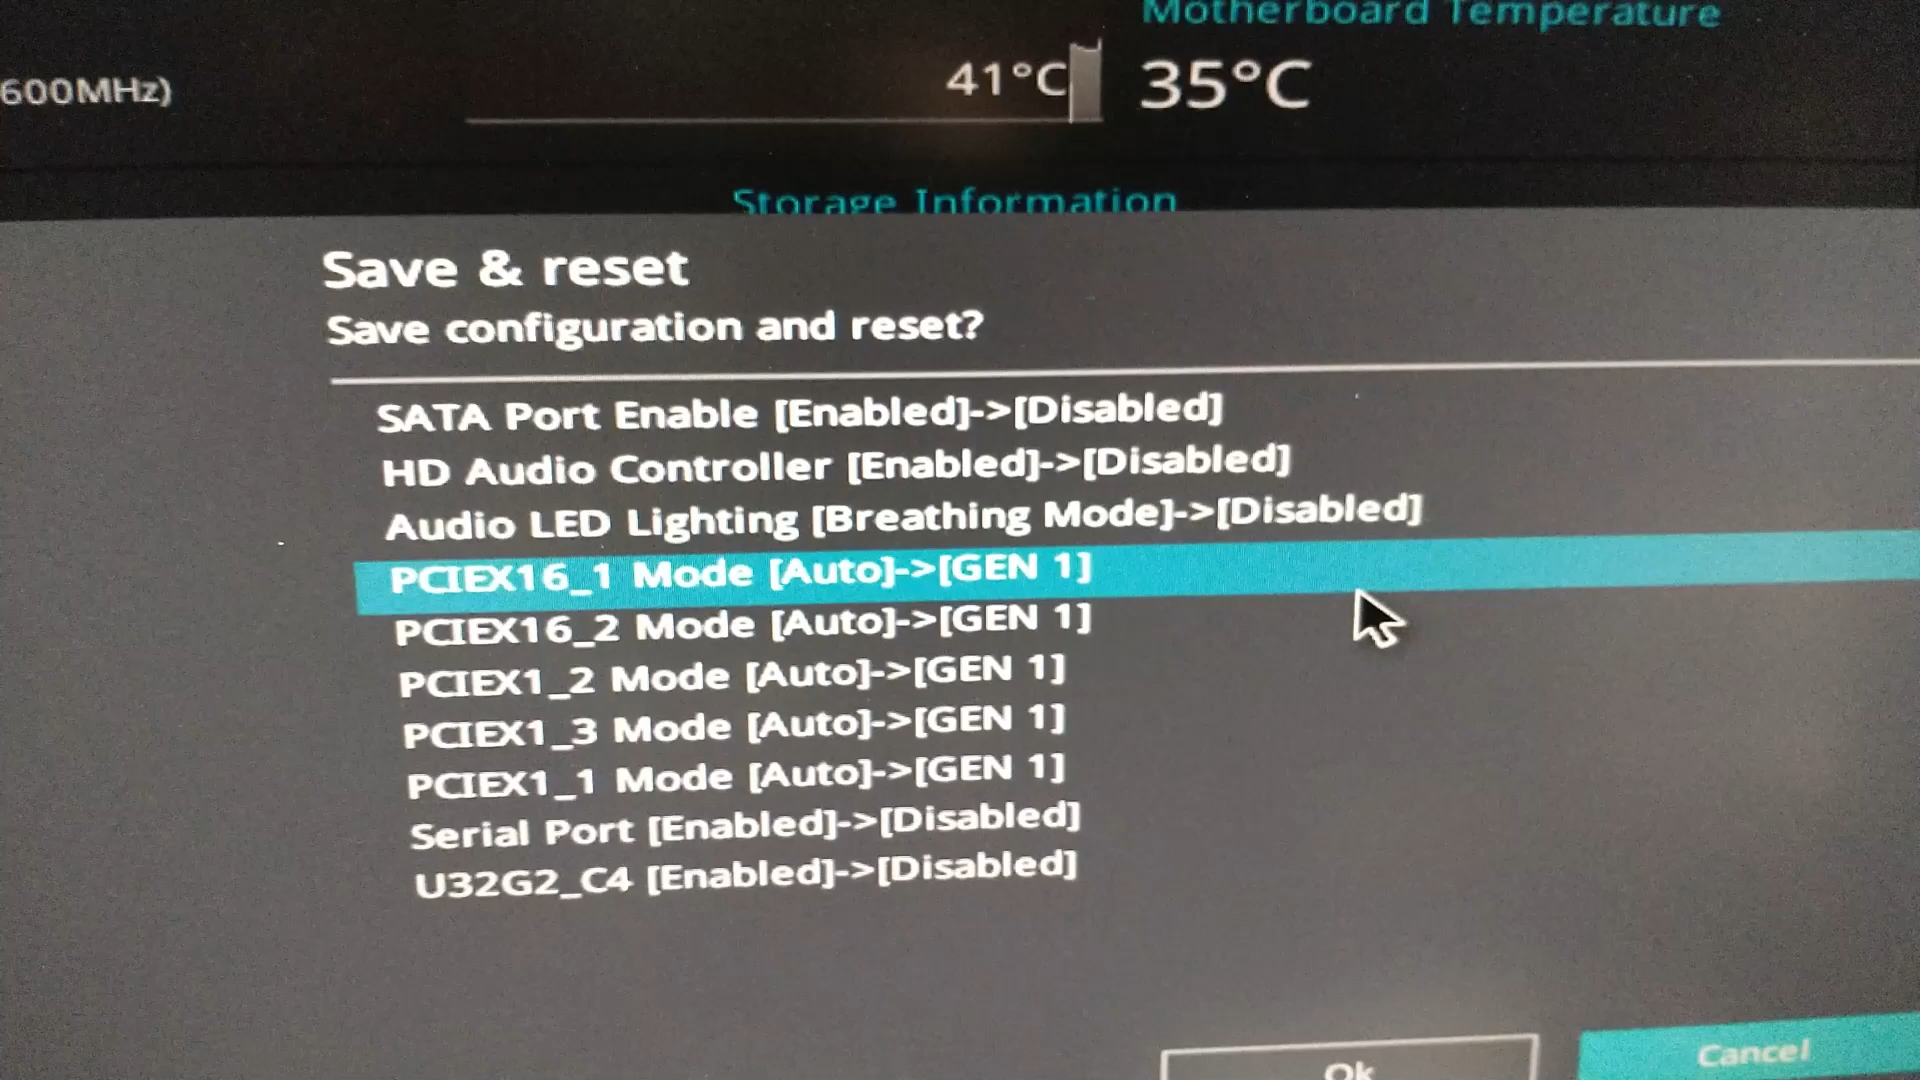 Motherboard Temperature
600MHz)
41°C
35°C
Storage Information
Save & reset
Save configuration and reset?
SATA Port Enable [Enabled]->[Disabled]
HD Audio Controller [Enabled]->[Disabled]
Audio LED Lighting [Breathing Mode]->[Disabled]
PCIEX16_1 Mode [Auto]->[GEN 1]
PCIEX16_2 Mode [Auto]->[GEN 1]
PCIEX1_2 Mode [Auto]->[GEN 1]
PCIEX1_3 Mode [Auto]->[GEN 1]
PCIEX1_1 Mode [Auto]->[GEN 1]
Serial Port [Enabled]->[Disabled]
U32G2_C4 [Enabled]->[Disabled]
Ok
Cancel